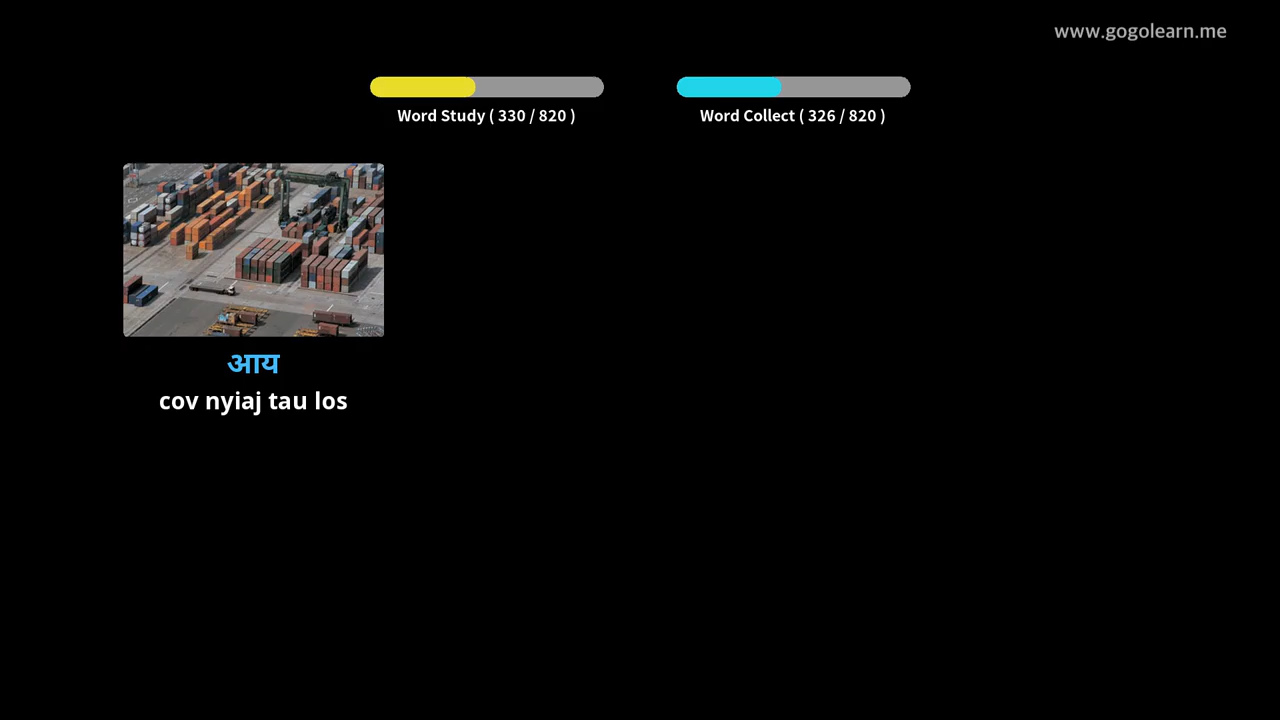 www.gogolearn.me
Word Study ( 330 / 820 )
Word Collect ( 326 / 820 )
आय
cov nyiaj tau los